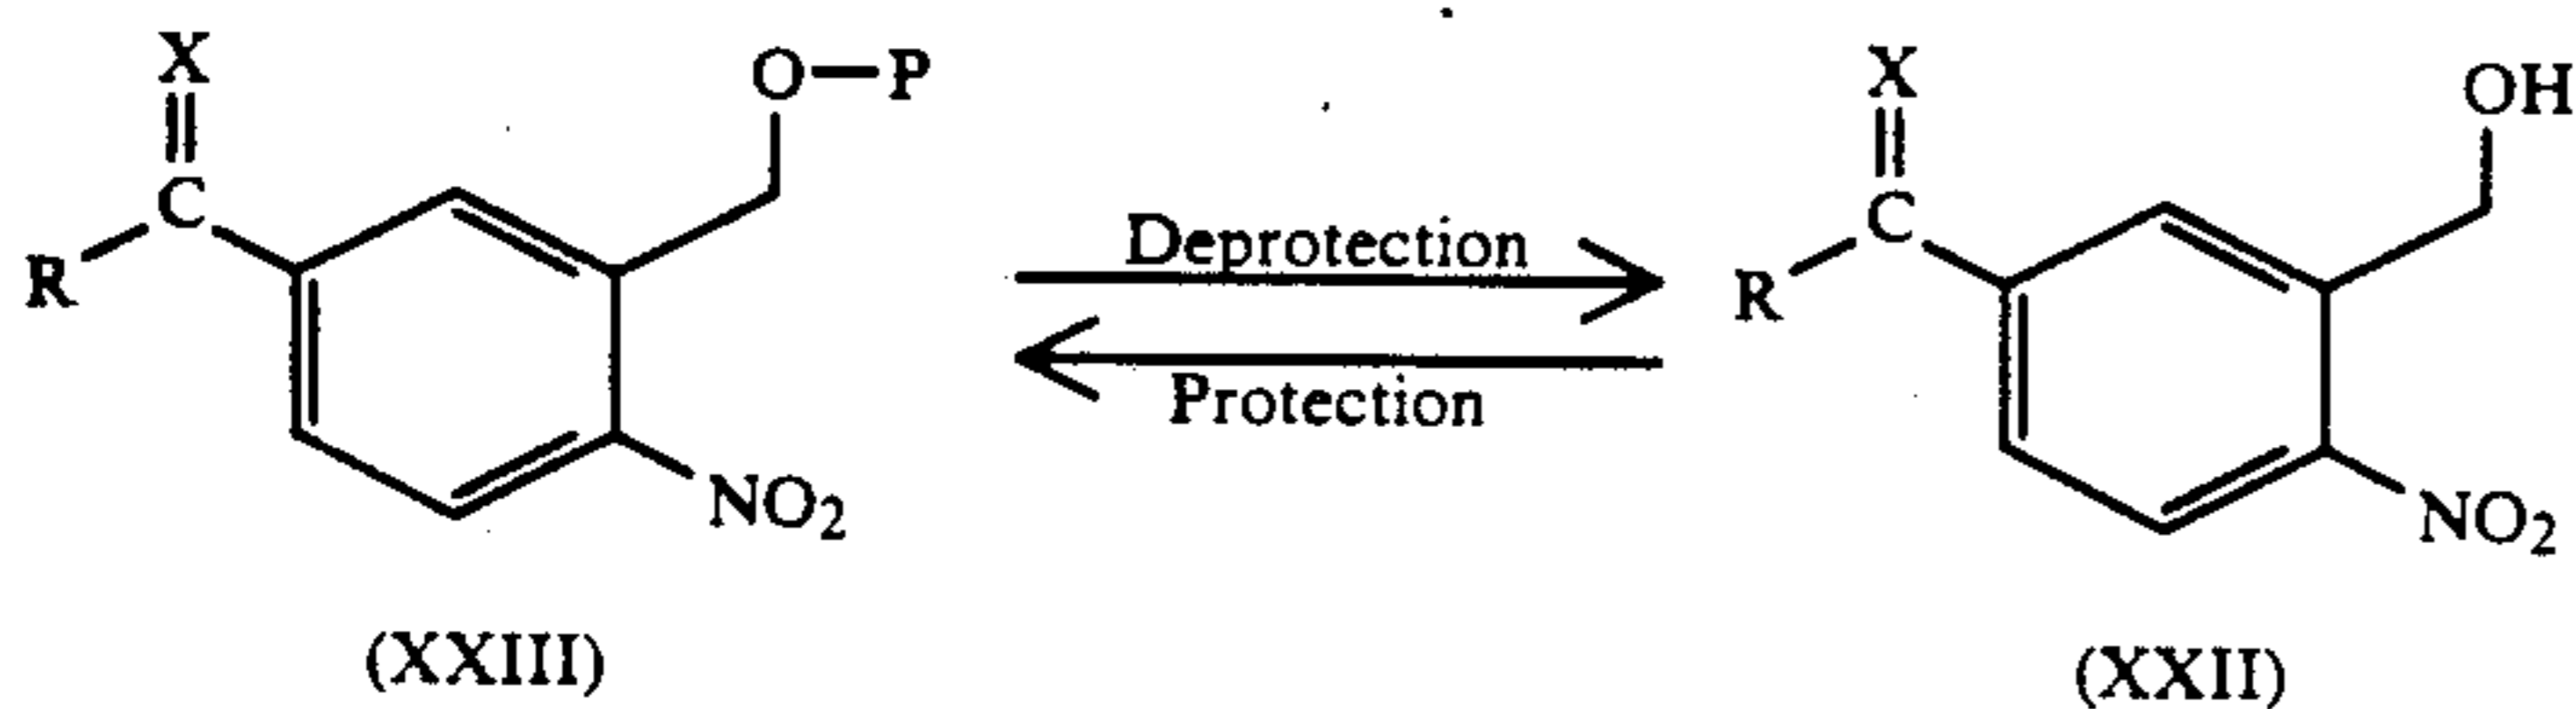 X
O—P
C
R
NO2
(XXIII)
Deprotection
Protection
X
OH
C
R
NO2
(XXII)